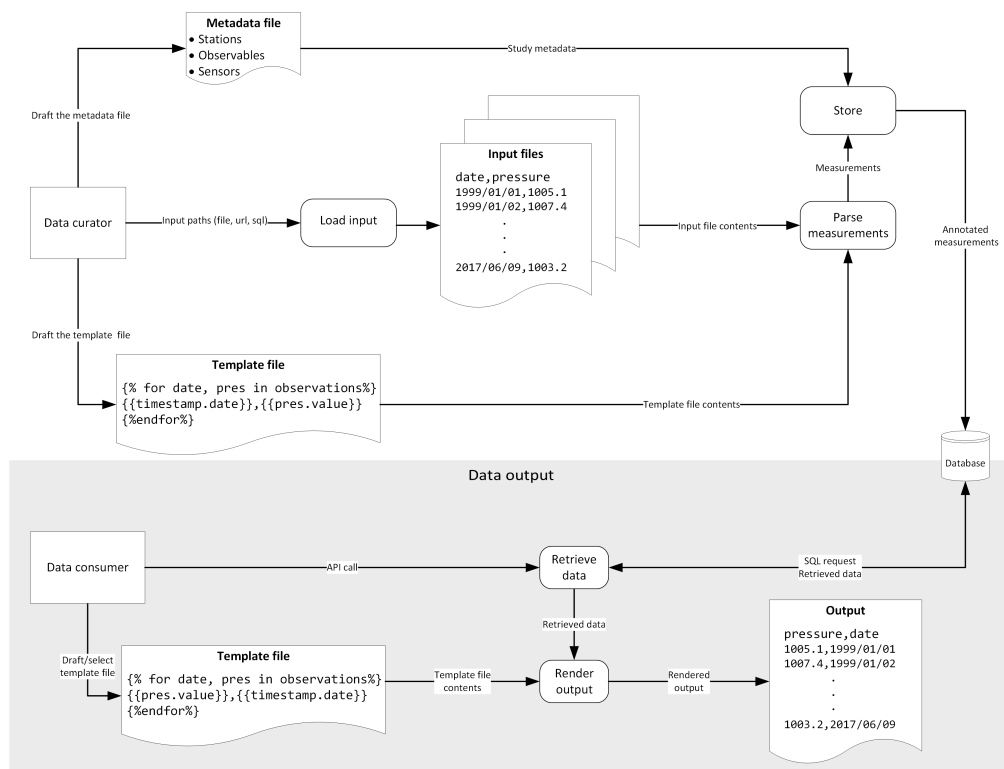 Metadata file
• Stations
• Observables
• Sensors
Study metadata
Store
Draft the metadata file
Input files
date,pressure
1999/01/01,1005.1
1999/01/02,1007.4
.
.
.
2017/06/09,1003.2
Measurements
Data curator
Input paths (file, url, sql)
Load input
Input file contents
Parse
measurements
Annotated
measurements
Draft the template file
Template file
{% for date, pres in observations%}
{{timestamp.date}},{{pres.value}}
{%endfor%}
Template file contents
Database
Data output
Data consumer
API call
Retrieve
data
SQL request
Retrieved data
Retrieved data
Draft/select
template file
Template file
{% for date, pres in observations%}
{{pres.value}},{{timestamp.date}}
{%endfor%}
Template file
contents
Render
output
Rendered
output
Output
pressure,date
1005.1,1999/01/01
1007.4,1999/01/02
.
.
.
1003.2,2017/06/09